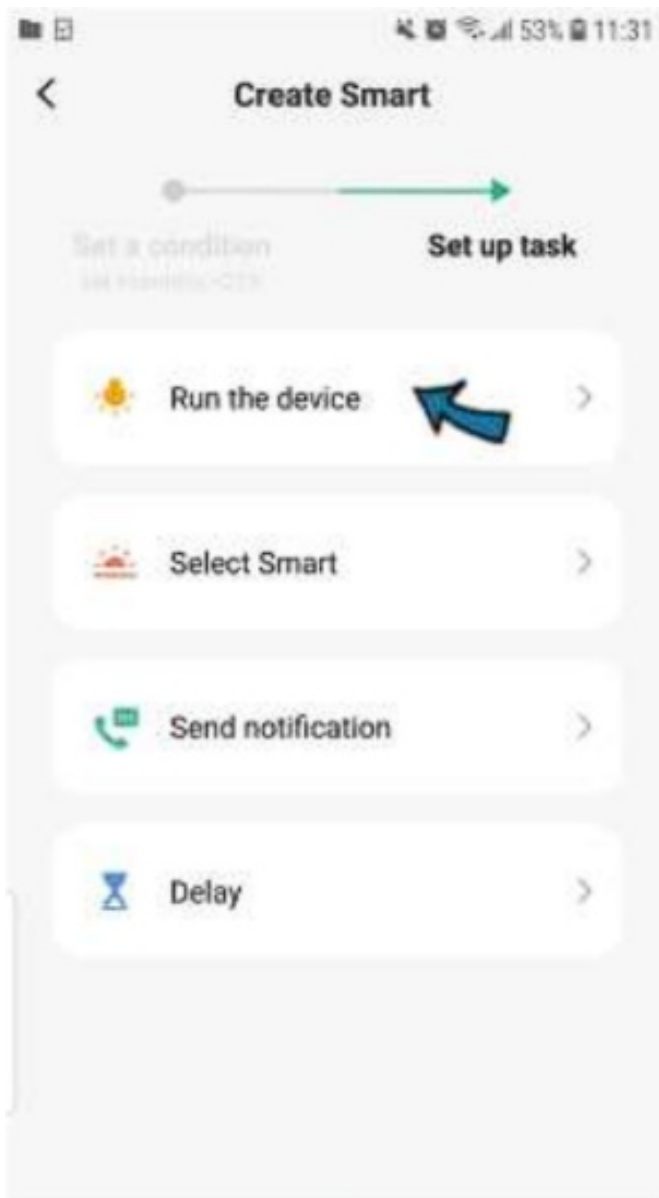 53% 11:31
Create Smart
Set a condition
Set up task
Run the device
Select Smart
Send notification
Delay